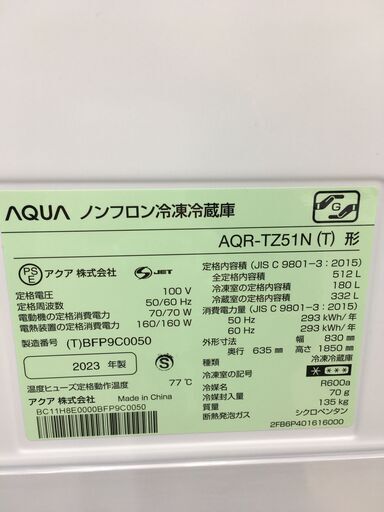 AQUA ノンフロン冷凍冷蔵庫
G
AQR-TZ51N (T) 形
PS E アクア 株式会社 S JET
定格電圧 100 V
定格周波数 50/60 Hz
電動機の定格消費電力 70/70 W
電熱装置の定格消費電力 160/160 W
製造番号 (T)BFP9C0050
2023 年製 S
温度ヒューズ定格動作温度 77℃
アクア 株式会社 Made in China
BC11H8E0000BFP9C0050
定格内容積 (JIS C 9801-3 : 2015)
全定格内容積 512 L
冷凍室の定格内容積 180 L
冷蔵室の定格内容積 332 L
消費電力量 (JIS C 9801-3 : 2015)
50 Hz 293 kWh/年
60 Hz 293 kWh/年
外形寸法 幅 830 mm
奥行 635 mm 高さ 1850 mm
種類 冷凍冷蔵庫
冷凍室の記号
冷媒名 R600a
冷媒封入量 70 g
質量 135 kg
断熱発泡ガス シクロペンタン
2FB6P401616000